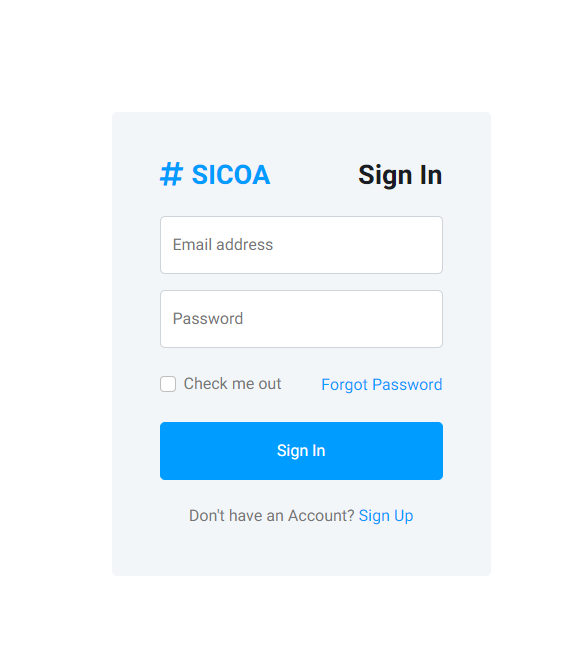 # SICOA Sign In
Email address
Password
Check me out Forgot Password
Sign In
Don't have an Account? Sign Up